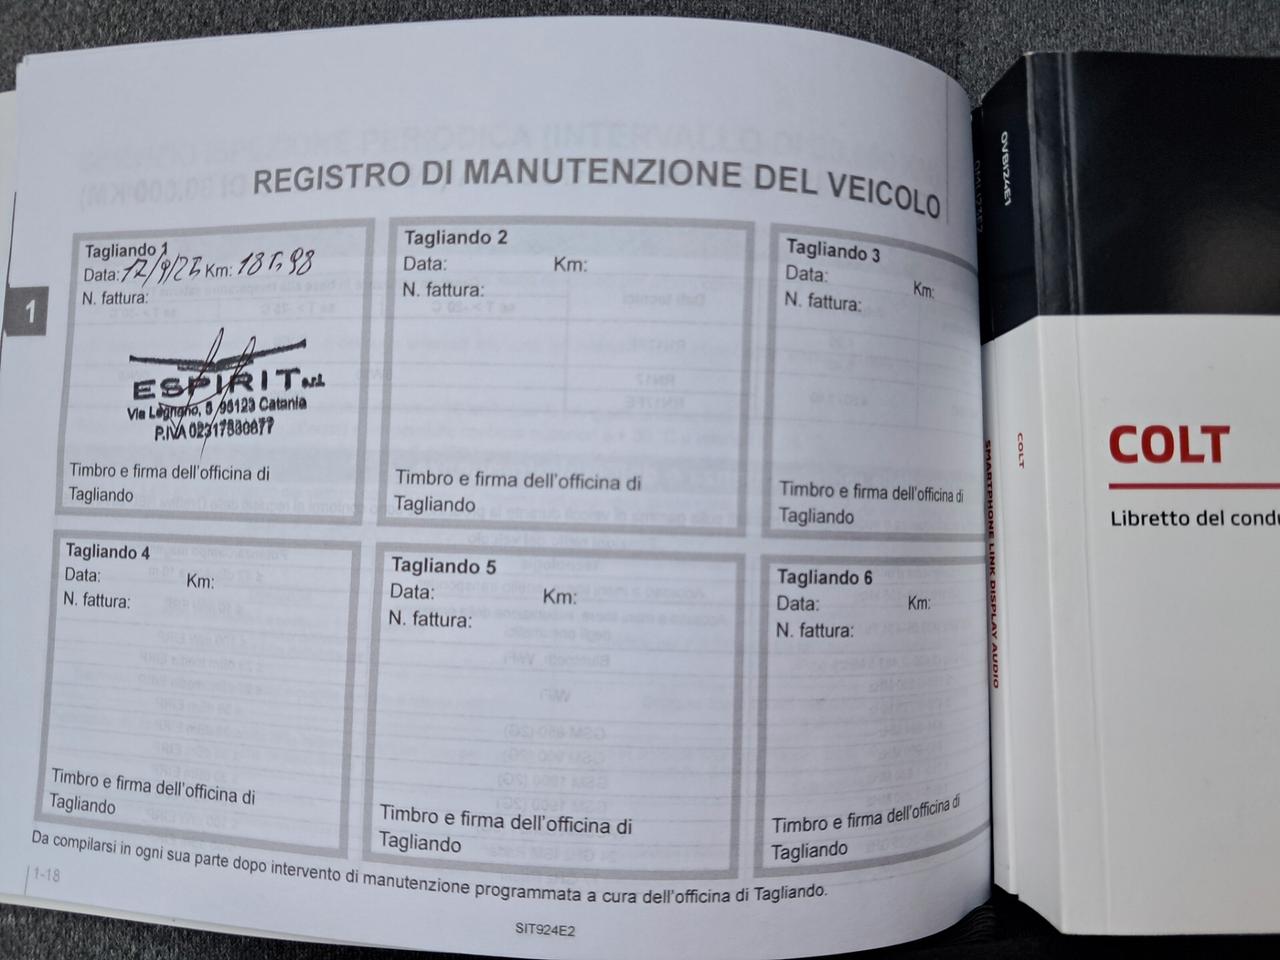 REGISTRO DI MANUTENZIONE DEL VEICOLO
Tagliando 1
Data: 12/9/25 Km:
N. fattura:
ESPIRIT s.r.l.
Via Legnano, 5 95123 Catania
P.IVA 02317880877
Timbro e firma dell'officina di
Tagliando
Tagliando 2
Data: Km:
N. fattura:
Timbro e firma dell'officina di
Tagliando
Tagliando 3
Data: Km:
N. fattura:
Timbro e firma dell'officina di
Tagliando
Tagliando 4
Data: Km:
N. fattura:
Timbro e firma dell'officina di
Tagliando
Tagliando 5
Data: Km:
N. fattura:
Timbro e firma dell'officina di
Tagliando
Tagliando 6
Data: Km:
N. fattura:
Timbro e firma dell'officina di
Tagliando
Da compilarsi in ogni sua parte dopo intervento di manutenzione programmata a cura dell'officina di Tagliando.
1
1-18
SIT924E2
OVBI124E1
COLT
SMARTPHONE LINK DISPLAY AUDIO
COLT
Libretto del condu